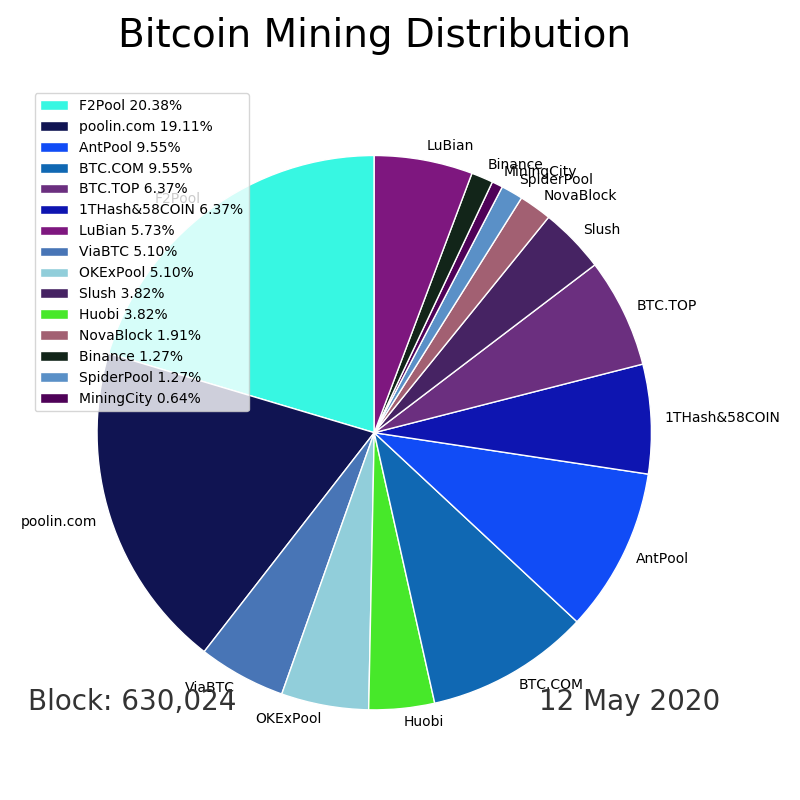 Bitcoin Mining Distribution
F2Pool 20.38%
poolin.com 19.11%
AntPool 9.55%
BTC.COM 9.55%
BTC.TOP 6.37%
1THash&58COIN 6.37%
LuBian 5.73%
ViaBTC 5.10%
OKExPool 5.10%
Slush 3.82%
Huobi 3.82%
NovaBlock 1.91%
Binance 1.27%
SpiderPool 1.27%
MiningCity 0.64%
F2Pool
LuBian
Binance
MiningCity
SpiderPool
NovaBlock
Slush
BTC.TOP
1THash&58COIN
AntPool
BTC.COM
Huobi
OKExPool
ViaBTC
poolin.com
Block: 630,024
12 May 2020